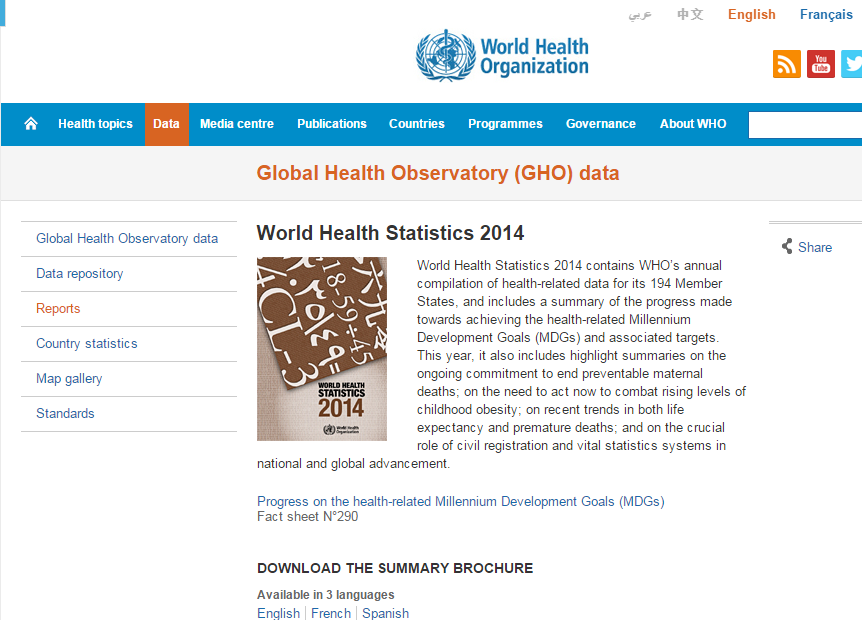 عربي 中文 English Français
World Health
Organization
You
Tube
Health topics Data Media centre Publications Countries Programmes Governance About WHO
Global Health Observatory (GHO) data
Global Health Observatory data
Data repository
Reports
Country statistics
Map gallery
Standards
World Health Statistics 2014
WORLD HEALTH
STATISTICS
2014
World Health
Organization
World Health Statistics 2014 contains WHO's annual
compilation of health-related data for its 194 Member
States, and includes a summary of the progress made
towards achieving the health-related Millennium
Development Goals (MDGs) and associated targets.
This year, it also includes highlight summaries on the
ongoing commitment to end preventable maternal
deaths; on the need to act now to combat rising levels of
childhood obesity; on recent trends in both life
expectancy and premature deaths; and on the crucial
role of civil registration and vital statistics systems in
national and global advancement.
Progress on the health-related Millennium Development Goals (MDGs)
Fact sheet N°290
DOWNLOAD THE SUMMARY BROCHURE
Available in 3 languages
English French Spanish
Share